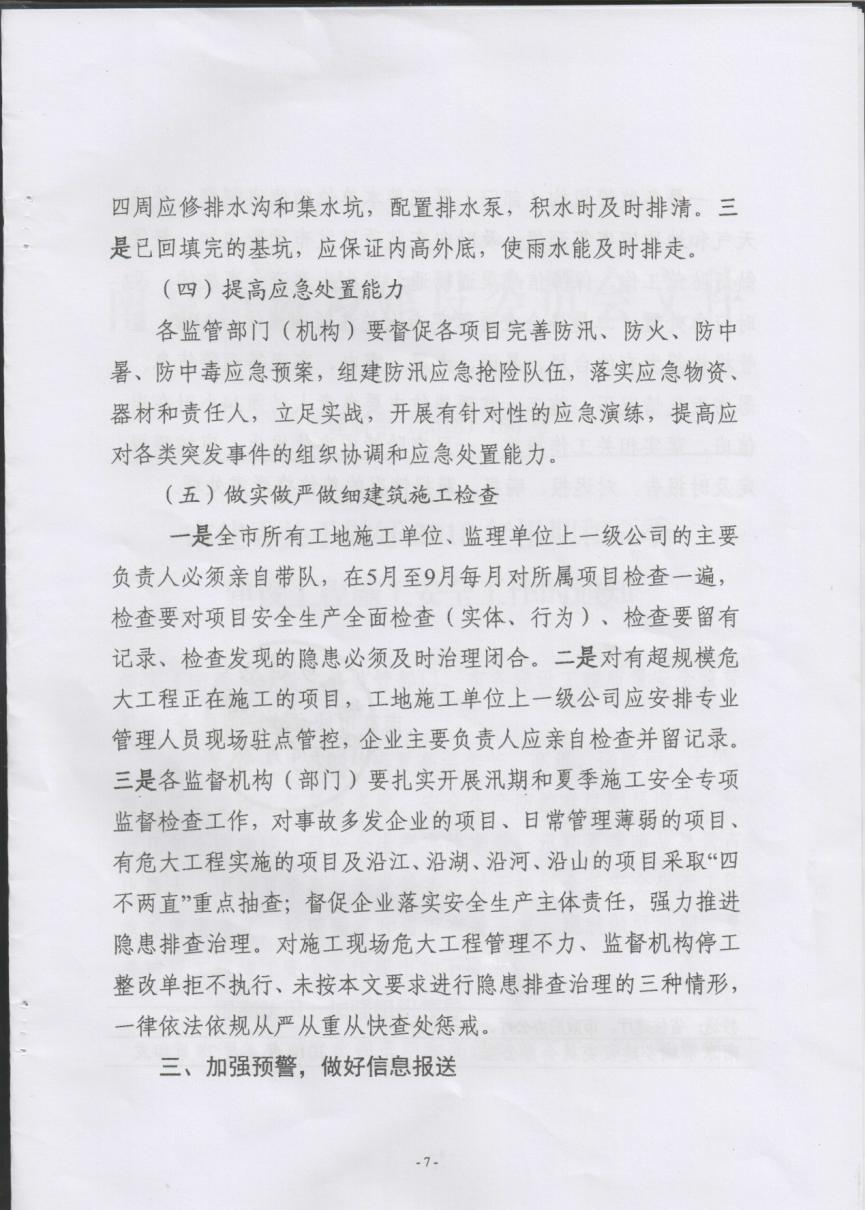 四周应修排水沟和集水坑，配置排水泵，积水时及时排清。三
是已回填完的基坑，应保证内高外底，使雨水能及时排走。
（四）提高应急处置能力
各监管部门（机构）要督促各项目完善防汛、防火、防中
暑、防中毒应急预案，组建防汛应急抢险队伍，落实应急物资、
器材和责任人，立足实战，开展有针对性的应急演练，提高应
对各类突发事件的组织协调和应急处置能力。
（五）做实做严做细建筑施工检查
一是全市所有工地施工单位、监理单位上一级公司的主要
负责人必须亲自带队，在5月至9月每月对所属项目检查一遍，
检查要对项目安全生产全面检查（实体、行为）、检查要留有
记录、检查发现的隐患必须及时治理闭合。二是对有超规模危
大工程正在施工的项目，工地施工单位上一级公司应安排专业
管理人员现场驻点管控，企业主要负责人应亲自检查并留记录。
三是各监督机构（部门）要扎实开展汛期和夏季施工安全专项
监督检查工作，对事故多发企业的项目、日常管理薄弱的项目、
有危大工程实施的项目及沿江、沿湖、沿河、沿山的项目采取“四
不两直”重点抽查；督促企业落实安全生产主体责任，强力推进
隐患排查治理。对施工现场危大工程管理不力、监督机构停工
整改单拒不执行、未按本文要求进行隐患排查治理的三种情形，
一律依法依规从严从重从快查处惩戒。
三、加强预警，做好信息报送
- 7 -